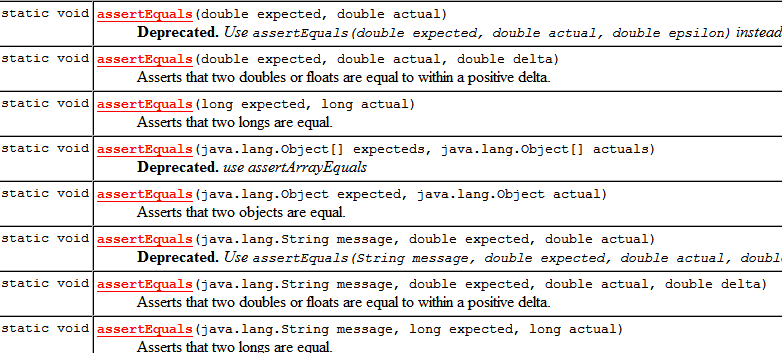 static void assertEquals(double expected, double actual)
Deprecated. Use assertEquals(double expected, double actual, double epsilon) instead
static void assertEquals(double expected, double actual, double delta)
Asserts that two doubles or floats are equal to within a positive delta.
static void assertEquals(long expected, long actual)
Asserts that two longs are equal.
static void assertEquals(java.lang.Object[] expecteds, java.lang.Object[] actuals)
Deprecated. use assertArrayEquals
static void assertEquals(java.lang.Object expected, java.lang.Object actual)
Asserts that two objects are equal.
static void assertEquals(java.lang.String message, double expected, double actual)
Deprecated. Use assertEquals(String message, double expected, double actual, doubl
static void assertEquals(java.lang.String message, double expected, double actual, double delta)
Asserts that two doubles or floats are equal to within a positive delta.
static void assertEquals(java.lang.String message, long expected, long actual)
Asserts that two longs are equal.